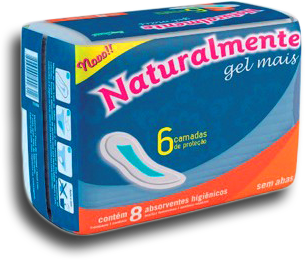 Novo!!
Naturalmente
gel mais
6 camadas
de proteção
contém 8 absorventes higiênicos
sem abas